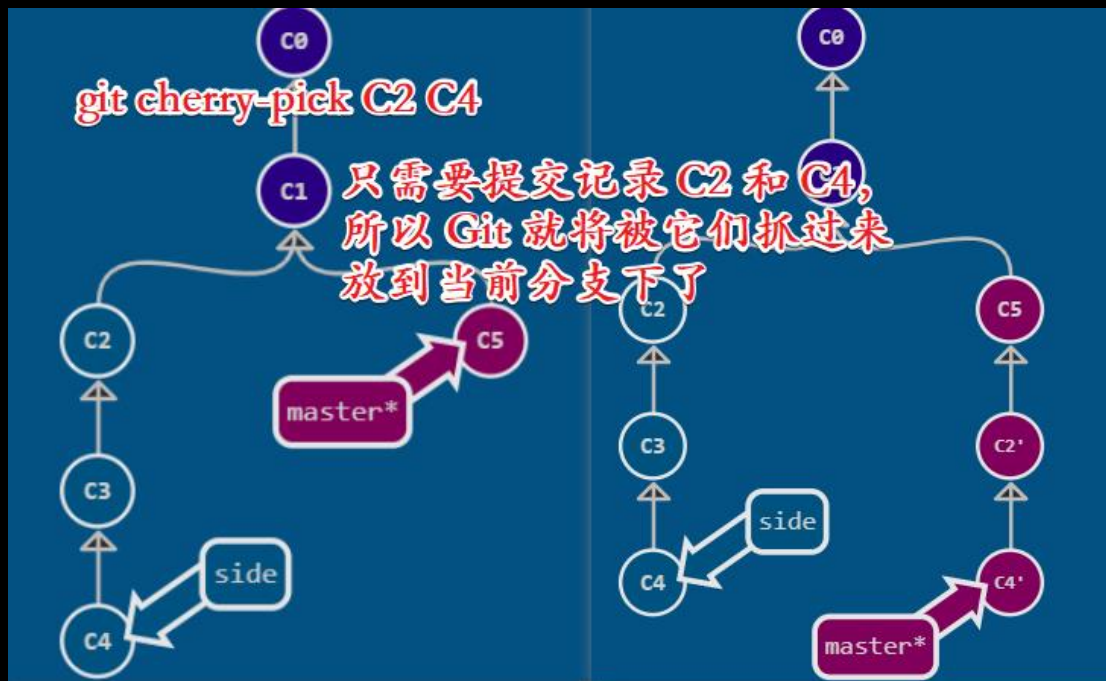 C0
git cherry-pick C2 C4
C1
只需要提交记录 C2 和 C4，
所以 Git 就将被它们抓过来
放到当前分支下了
C2
C5
master*
C3
side
C4
C0
C2
C5
C3
C2'
side
C4
C4'
master*